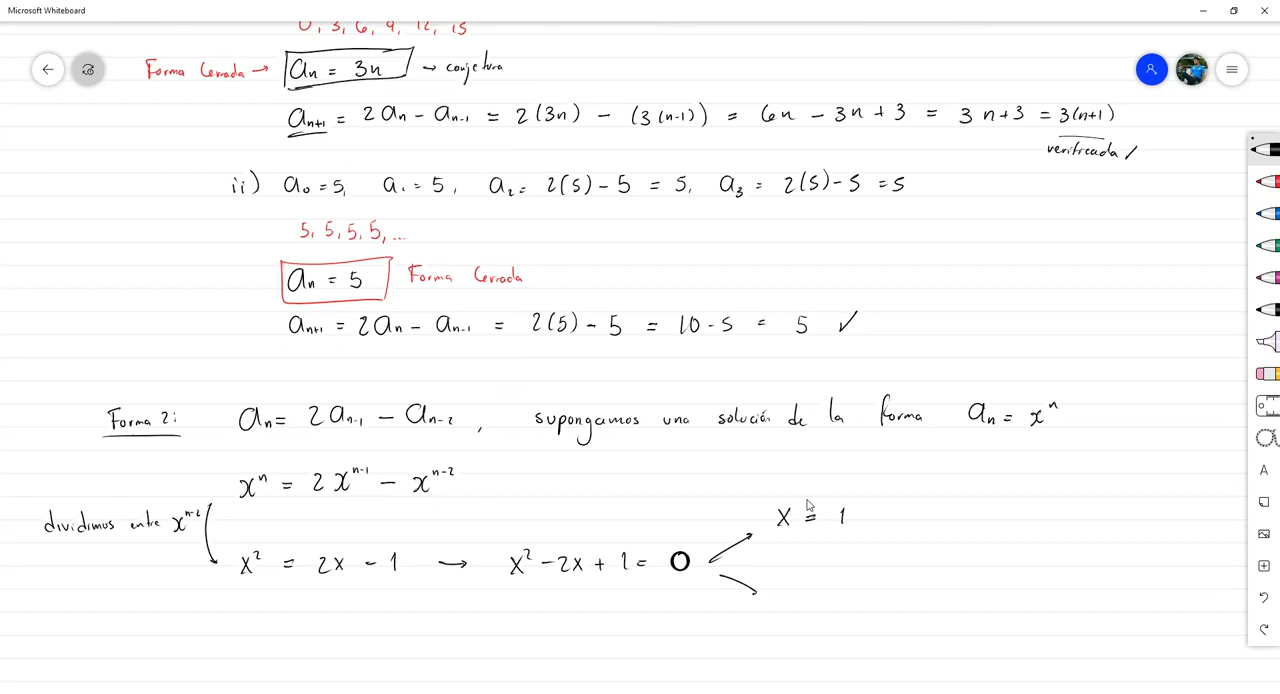 Microsoft Whiteboard
0, 3, 6, 9, 12, 15
Forma Cerrada → aₙ = 3n → conjetura
aₙ₊₁ = 2aₙ - aₙ₋₁ = 2(3n) - (3(n-1)) = 6n - 3n + 3 = 3n+3 = 3(n+1)
verificada ✓
ii) a₀ = 5, a₁ = 5, a₂ = 2(5) - 5 = 5, a₃ = 2(5) - 5 = 5
5, 5, 5, 5, ...
aₙ = 5 Forma Cerrada
aₙ₊₁ = 2aₙ - aₙ₋₁ = 2(5) - 5 = 10 - 5 = 5 ✓
Forma 2: aₙ = 2aₙ₋₁ - aₙ₋₂, supongamos una solución de la forma aₙ = xⁿ
xⁿ = 2xⁿ⁻¹ - xⁿ⁻²
dividimos entre xⁿ⁻²
x = 1
x² = 2x - 1 → x² - 2x + 1 = 0